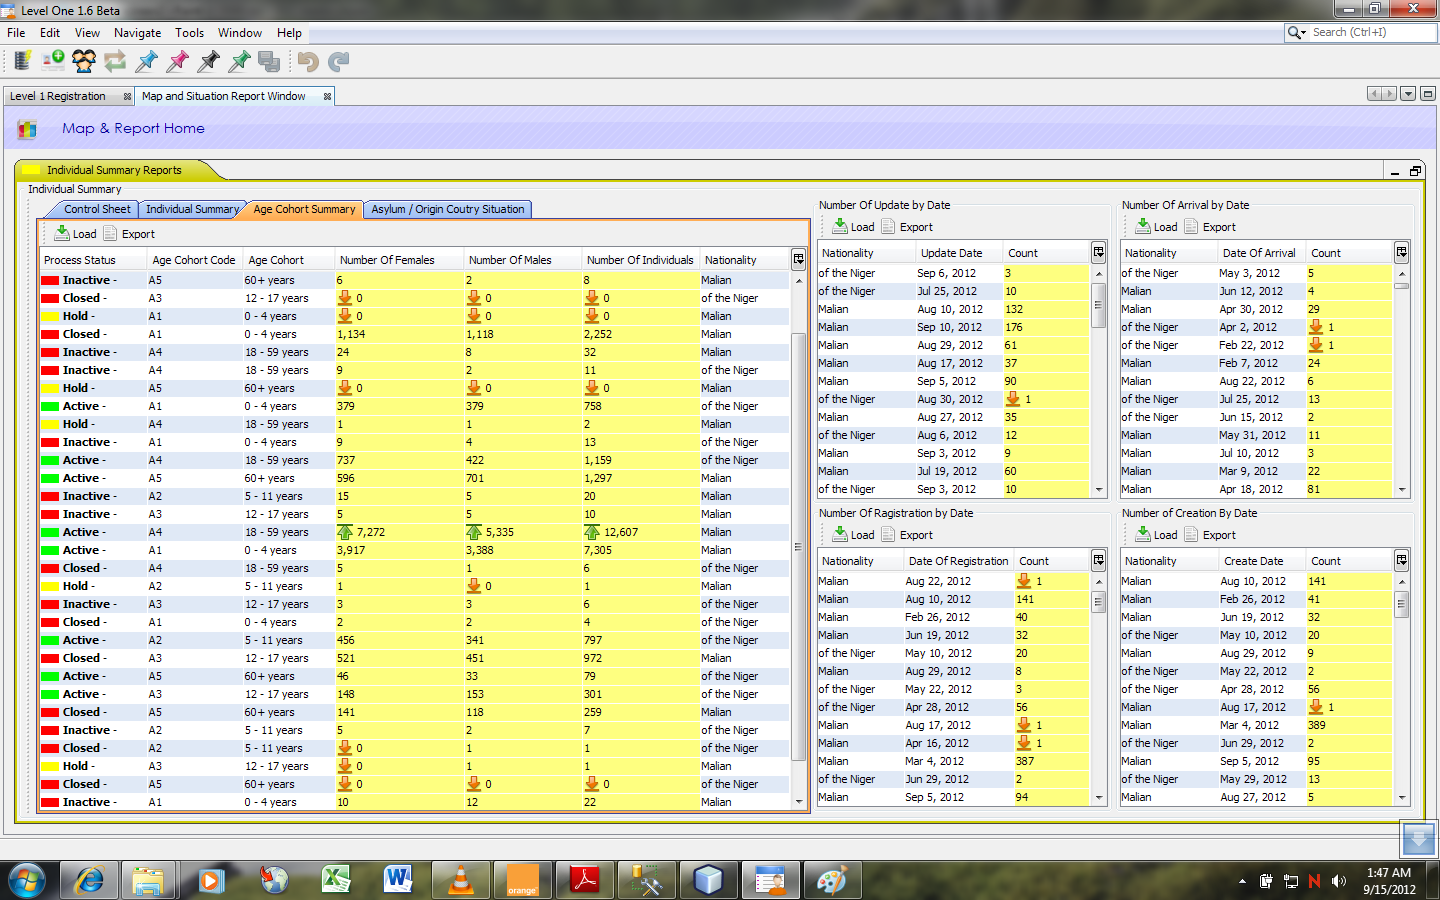 Level One 1.6 Beta
File Edit View Navigate Tools Window Help
Search (Ctrl+I)
Level 1 Registration
Map and Situation Report Window
Map & Report Home
Individual Summary Reports
Individual Summary
Control Sheet Individual Summary Age Cohort Summary Asylum / Origin Coutry Situation
Load Export
Process Status Age Cohort Code Age Cohort Number Of Females Number Of Males Number Of Individuals Nationality
Inactive - A5 60+ years 6 2 8 Malian
Closed - A3 12 - 17 years 0 0 0 of the Niger
Hold - A1 0 - 4 years 0 0 0 Malian
Closed - A1 0 - 4 years 1,134 1,118 2,252 Malian
Inactive - A4 18 - 59 years 24 8 32 Malian
Inactive - A4 18 - 59 years 9 2 11 of the Niger
Hold - A5 60+ years 0 0 0 Malian
Active - A1 0 - 4 years 379 379 758 of the Niger
Hold - A4 18 - 59 years 1 1 2 Malian
Inactive - A1 0 - 4 years 9 4 13 of the Niger
Active - A4 18 - 59 years 737 422 1,159 of the Niger
Active - A5 60+ years 596 701 1,297 Malian
Inactive - A2 5 - 11 years 15 5 20 Malian
Inactive - A3 12 - 17 years 5 5 10 Malian
Active - A4 18 - 59 years 7,272 5,335 12,607 Malian
Active - A1 0 - 4 years 3,917 3,388 7,305 Malian
Closed - A4 18 - 59 years 5 1 6 of the Niger
Hold - A2 5 - 11 years 1 0 1 Malian
Inactive - A3 12 - 17 years 3 3 6 of the Niger
Closed - A1 0 - 4 years 2 2 4 of the Niger
Active - A2 5 - 11 years 456 341 797 of the Niger
Closed - A3 12 - 17 years 521 451 972 Malian
Active - A5 60+ years 46 33 79 of the Niger
Active - A3 12 - 17 years 148 153 301 of the Niger
Closed - A5 60+ years 141 118 259 Malian
Inactive - A2 5 - 11 years 5 2 7 of the Niger
Closed - A2 5 - 11 years 0 1 1 of the Niger
Hold - A3 12 - 17 years 0 1 1 Malian
Closed - A5 60+ years 0 0 0 of the Niger
Inactive - A1 0 - 4 years 10 12 22 Malian
Number Of Update by Date
Load Export
Nationality Update Date Count
of the Niger Sep 6, 2012 3
of the Niger Jul 25, 2012 10
Malian Aug 10, 2012 132
Malian Sep 10, 2012 176
Malian Aug 29, 2012 61
Malian Aug 17, 2012 37
Malian Sep 5, 2012 90
of the Niger Aug 30, 2012 1
Malian Aug 27, 2012 35
of the Niger Aug 6, 2012 12
Malian Sep 3, 2012 9
Malian Jul 19, 2012 60
of the Niger Sep 3, 2012 10
Number Of Arrival by Date
Load Export
Nationality Date Of Arrival Count
of the Niger May 3, 2012 5
Malian Jun 12, 2012 4
Malian Apr 30, 2012 29
of the Niger Apr 2, 2012 1
of the Niger Feb 22, 2012 1
Malian Feb 7, 2012 24
Malian Aug 22, 2012 6
of the Niger Jul 25, 2012 13
of the Niger Jun 15, 2012 2
Malian May 31, 2012 11
Malian Jul 10, 2012 3
Malian Mar 9, 2012 22
Malian Apr 18, 2012 81
Number Of Ragistration by Date
Load Export
Nationality Date Of Registration Count
Malian Aug 22, 2012 1
Malian Aug 10, 2012 141
Malian Feb 26, 2012 40
Malian Jun 19, 2012 32
of the Niger May 10, 2012 20
Malian Aug 29, 2012 8
of the Niger May 22, 2012 3
of the Niger Apr 28, 2012 56
Malian Aug 17, 2012 1
Malian Apr 16, 2012 1
Malian Mar 4, 2012 387
of the Niger Jun 29, 2012 2
Malian Sep 5, 2012 94
Number of Creation By Date
Load Export
Nationality Create Date Count
Malian Aug 10, 2012 141
Malian Feb 26, 2012 41
Malian Jun 19, 2012 32
of the Niger May 10, 2012 20
Malian Aug 29, 2012 9
of the Niger May 22, 2012 2
of the Niger Apr 28, 2012 56
Malian Aug 17, 2012 1
Malian Mar 4, 2012 389
of the Niger Jun 29, 2012 2
Malian Sep 5, 2012 95
of the Niger May 29, 2012 13
Malian Aug 27, 2012 5
orange
1:47 AM
9/15/2012